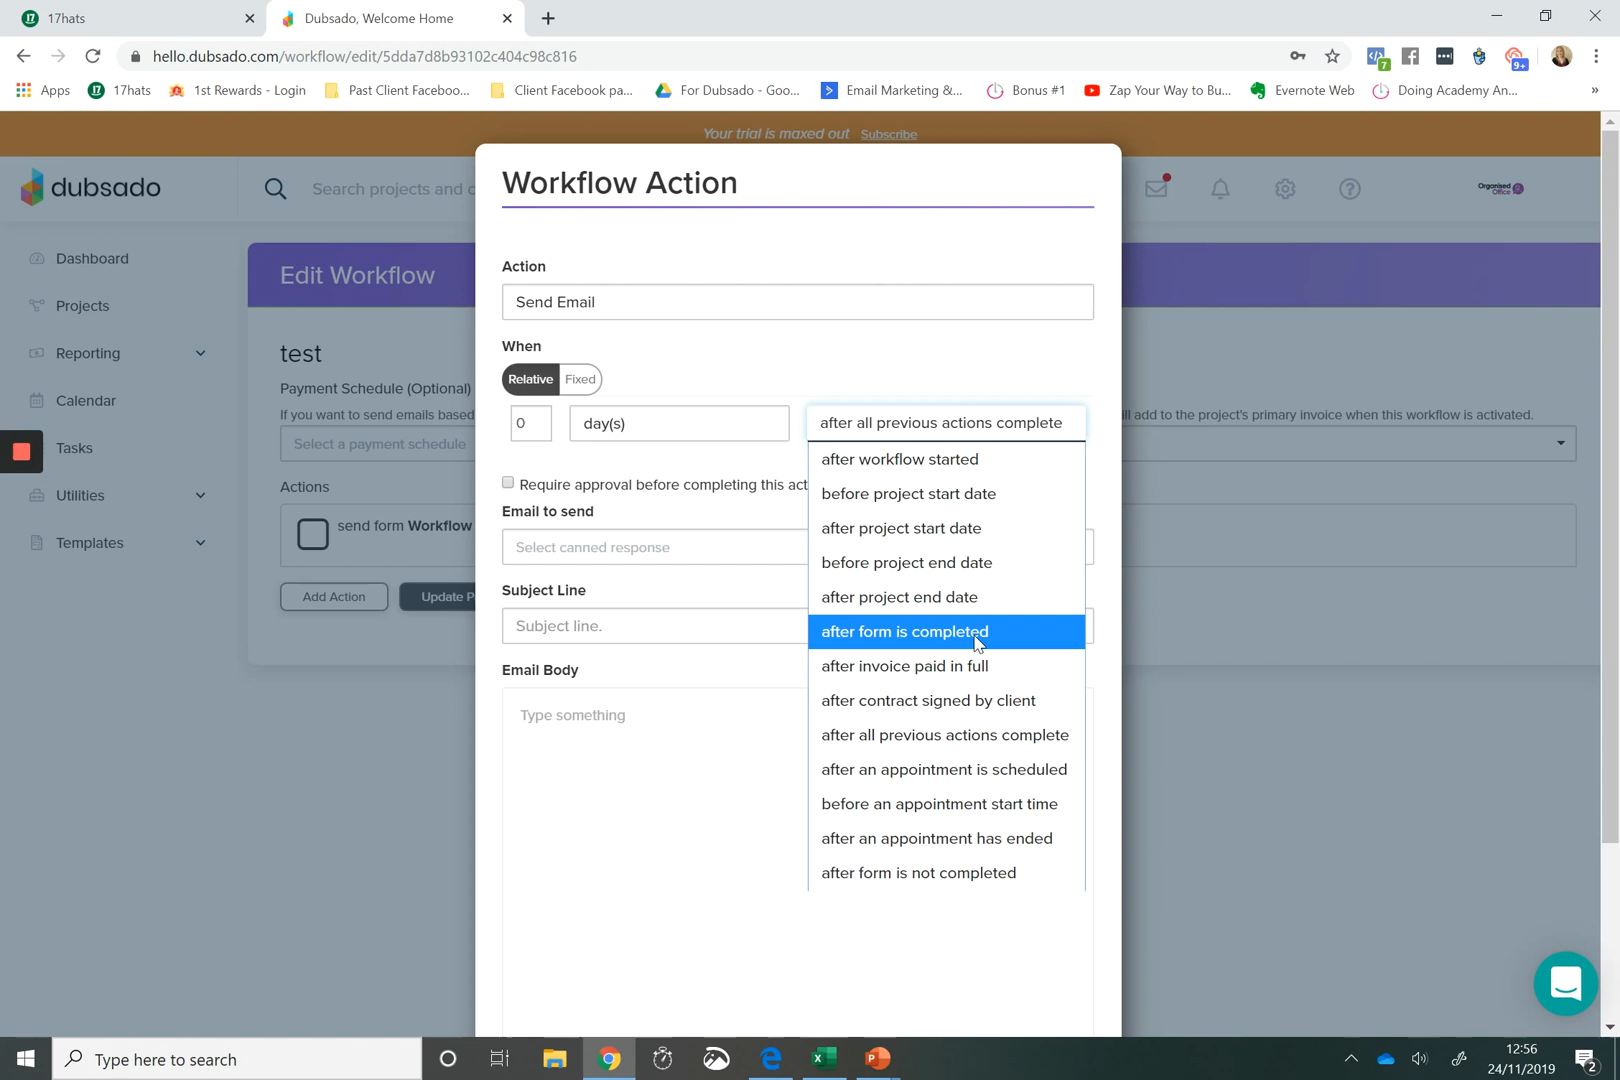 17hats
Dubsado, Welcome Home
hello.dubsado.com/workflow/edit/5dda7d8b93102c404c98c816
7
9+
Apps
17hats
1st Rewards - Login
Past Client Faceboo...
Client Facebook pa...
For Dubsado - Goo...
Email Marketing &...
Bonus #1
Zap Your Way to Bu...
Evernote Web
Doing Academy An...
»
Your trial is maxed out Subscribe
dubsado
Search projects and c
Organised
Office
Dashboard
Projects
Reporting
Calendar
Tasks
Utilities
Templates
Edit Workflow
test
Payment Schedule (Optional)
If you want to send emails based
ill add to the project's primary invoice when this workflow is activated.
Select a payment schedule
Actions
send form Workflow
Add Action
Update P
Workflow Action
Action
Send Email
When
Relative
Fixed
0
day(s)
after all previous actions complete
after workflow started
before project start date
after project start date
before project end date
after project end date
after form is completed
after invoice paid in full
after contract signed by client
after all previous actions complete
after an appointment is scheduled
before an appointment start time
after an appointment has ended
after form is not completed
Require approval before completing this act
Email to send
Select canned response
Subject Line
Subject line.
Email Body
Type something
Type here to search
12:56
24/11/2019
2